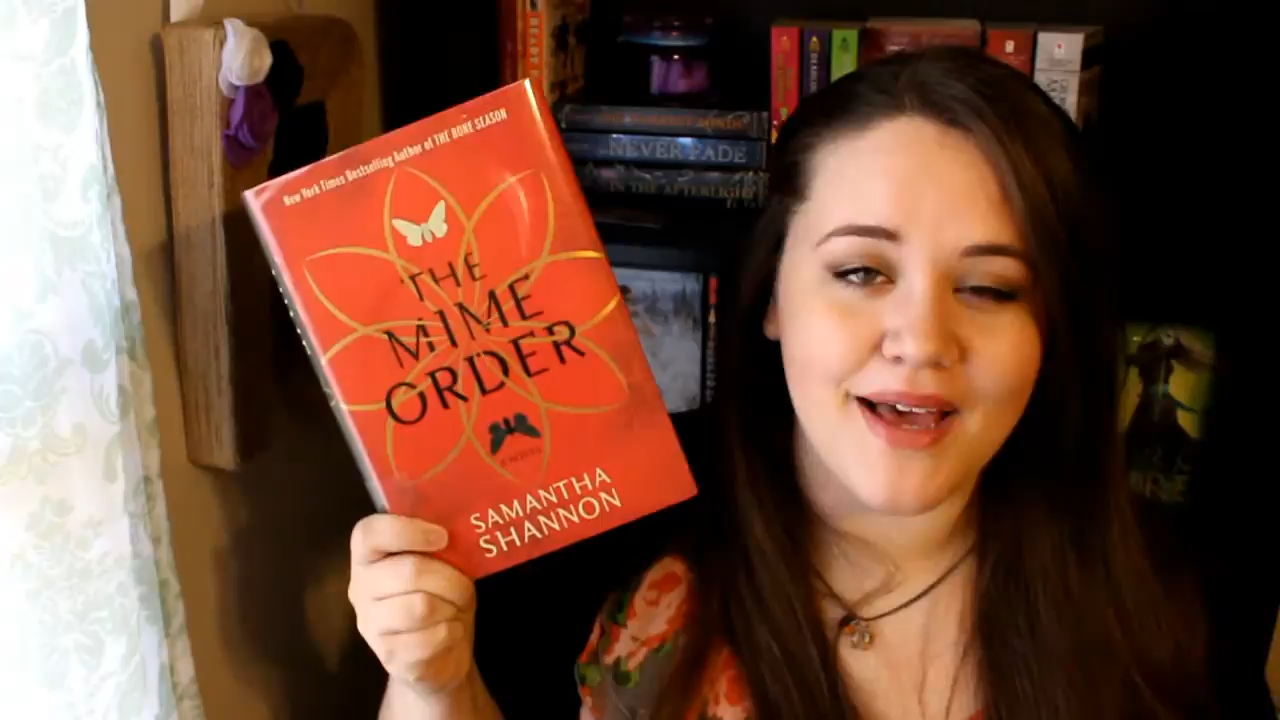 New York Times Bestselling Author of THE BONE SEASON
THE
MIME
ORDER
A NOVEL
SAMANTHA
SHANNON
NEVER FADE
IN THE AFTERLIGHT